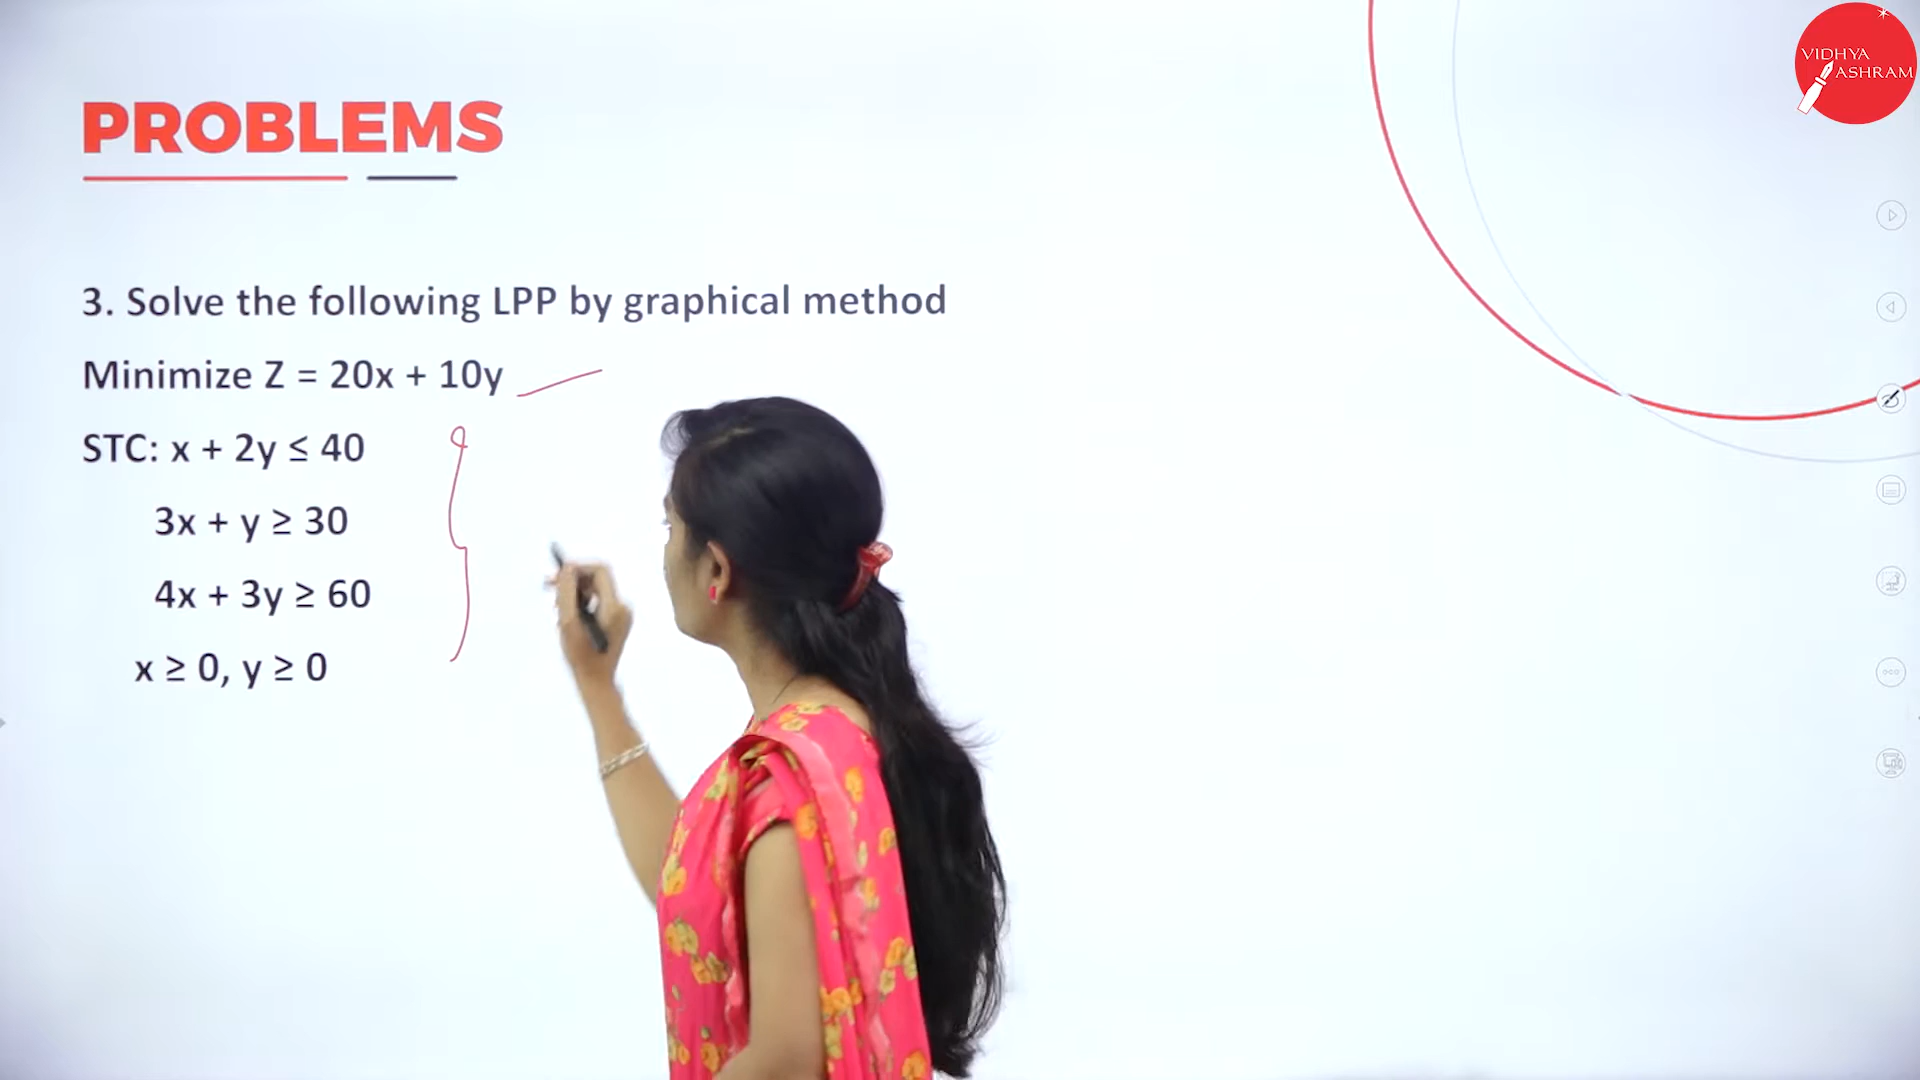 VIDHYA
ASHRAM
PROBLEMS
3. Solve the following LPP by graphical method
Minimize Z = 20x + 10y
STC: x + 2y ≤ 40
3x + y ≥ 30
4x + 3y ≥ 60
x ≥ 0, y ≥ 0